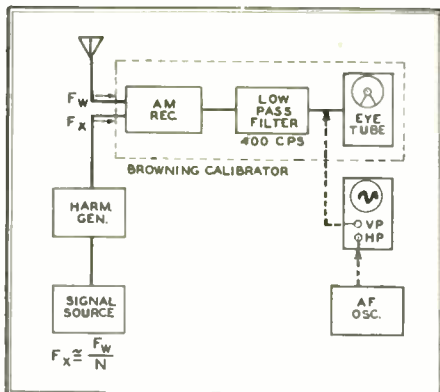 F_W
F_X
AM
REC.
LOW
PASS
FILTER
400 CPS
EYE
TUBE
BROWNING CALIBRATOR
HARM.
GEN.
VP
HP
SIGNAL
SOURCE
AF
OSC.
F_X ≅ F_W / N